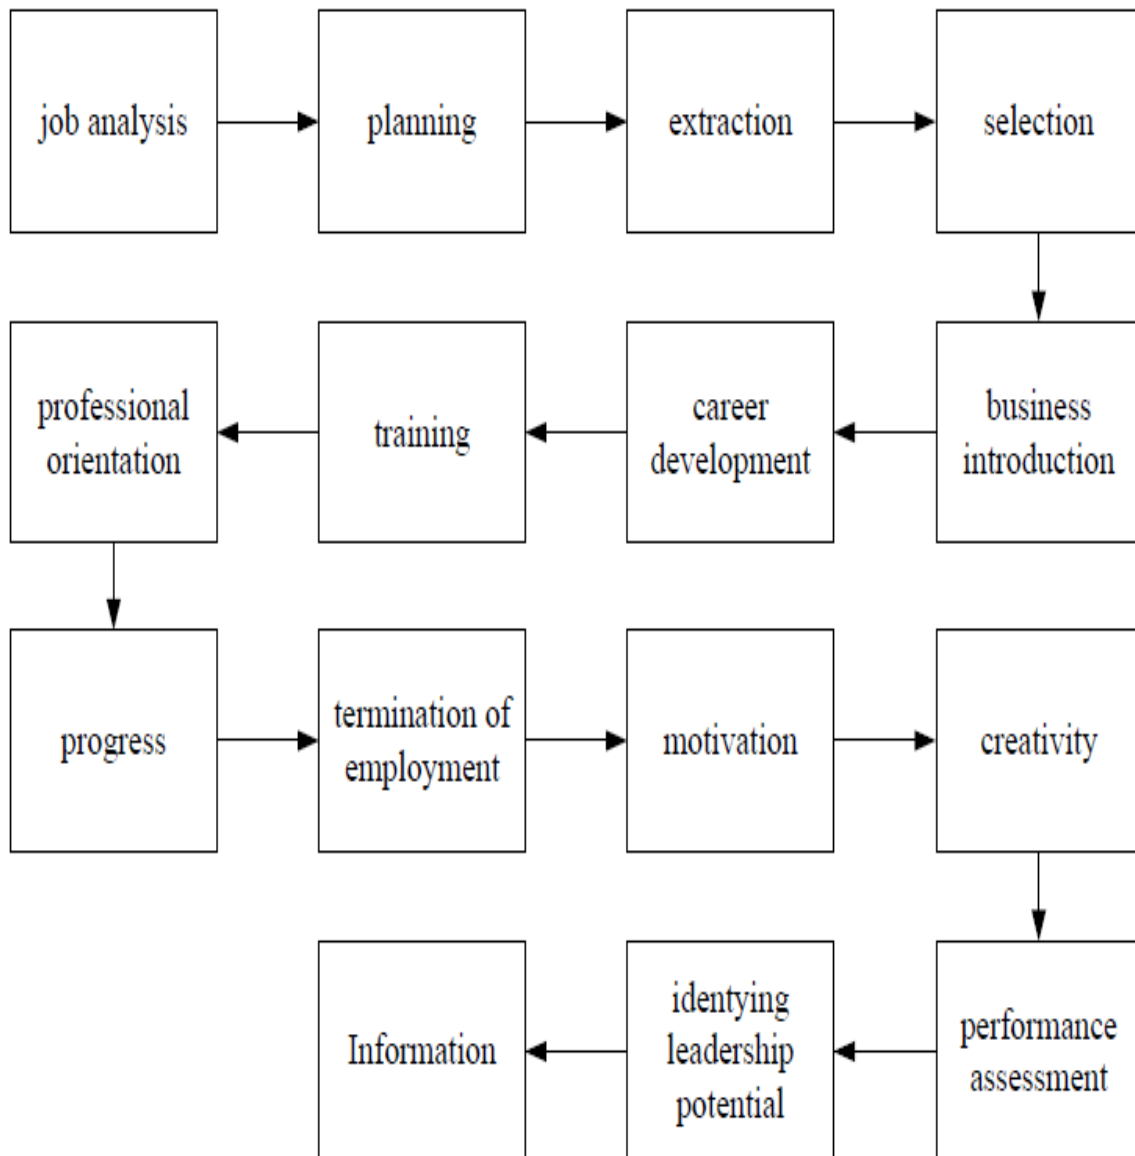 job analysis
planning
extraction
selection
business
introduction
career
development
training
professional
orientation
progress
termination of
employment
motivation
creativity
performance
assessment
identying
leadership
potential
Information